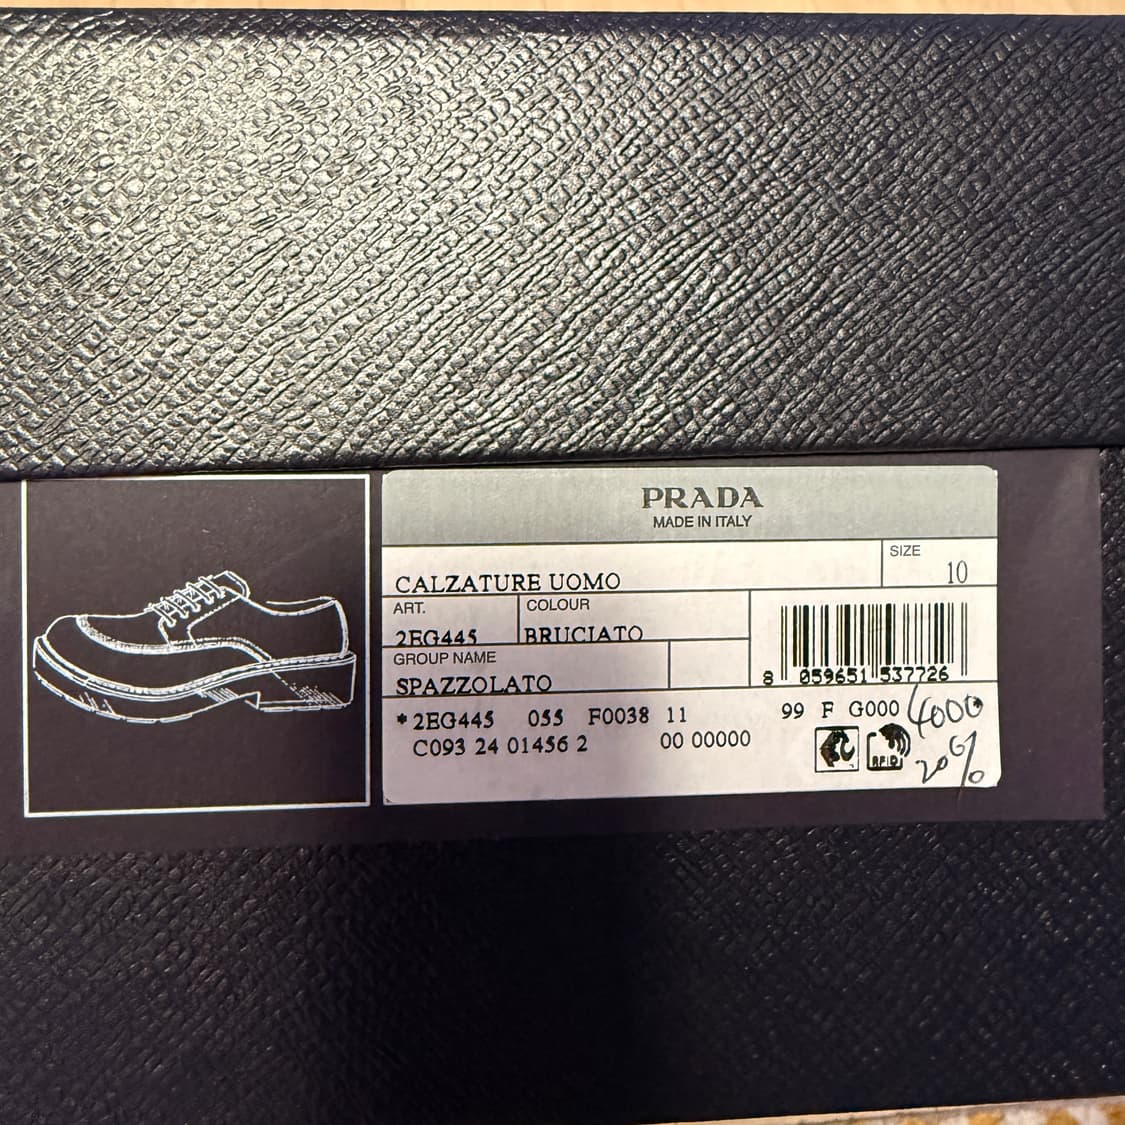 PRADA
MADE IN ITALY
CALZATURE UOMO
SIZE
10
ART.
2EG445
COLOUR
BRUCIATO
GROUP NAME
SPAZZOLATO
8 059651 537726
*2EG445 055 F0038 11 99 F G000
C093 24 01456 2 00 00000
RFID
4000
20%